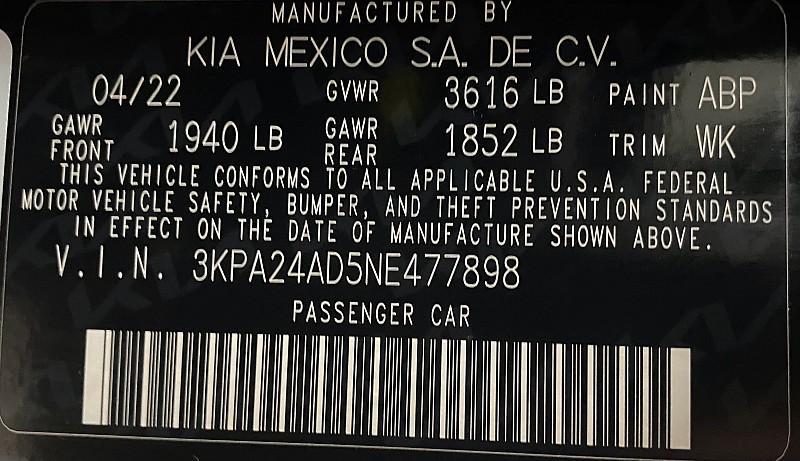 MANUFACTURED BY
KIA MEXICO S.A. DE C.V.
04/22 GVWR 3616 LB PAINT ABP
GAWR FRONT 1940 LB GAWR REAR 1852 LB TRIM WK
THIS VEHICLE CONFORMS TO ALL APPLICABLE U.S.A. FEDERAL
MOTOR VEHICLE SAFETY, BUMPER, AND THEFT PREVENTION STANDARDS
IN EFFECT ON THE DATE OF MANUFACTURE SHOWN ABOVE.
V.I.N. 3KPA24AD5NE477898
PASSENGER CAR